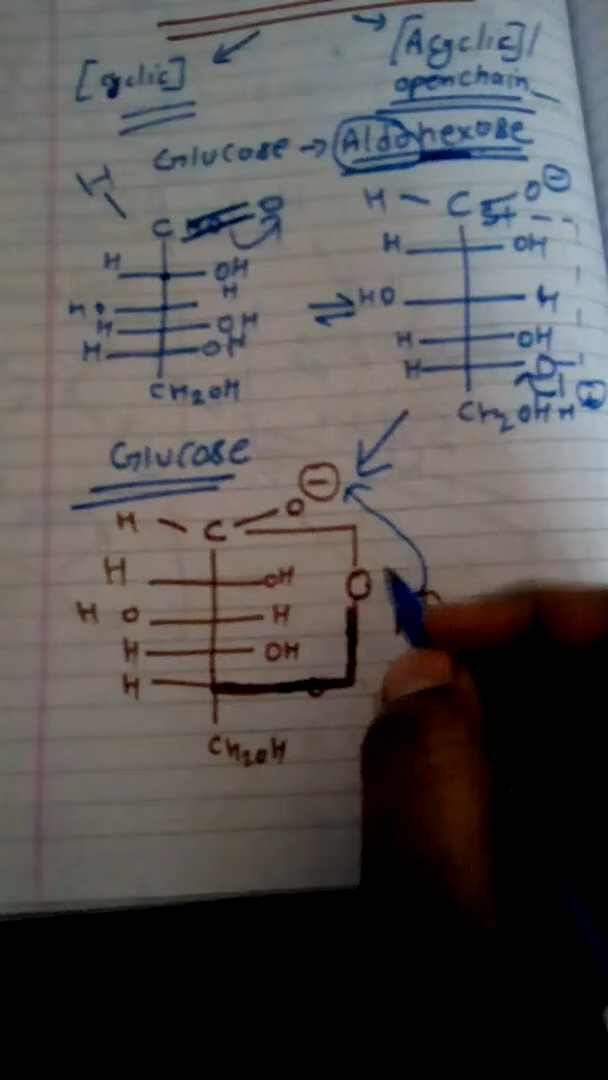 [cyclic]
[Acyclic]/
openchain
Glucose → Aldohexose
H
C O
H OH
H
HO
H OH
H OH
CH2OH
⇌
H - C - O ⊖
δ+
H OH
HO H
H OH
H O
H ⊕
CH2OH
Glucose
H - C - O ⊖
H OH
O
HO H
H OH
H
CH2OH